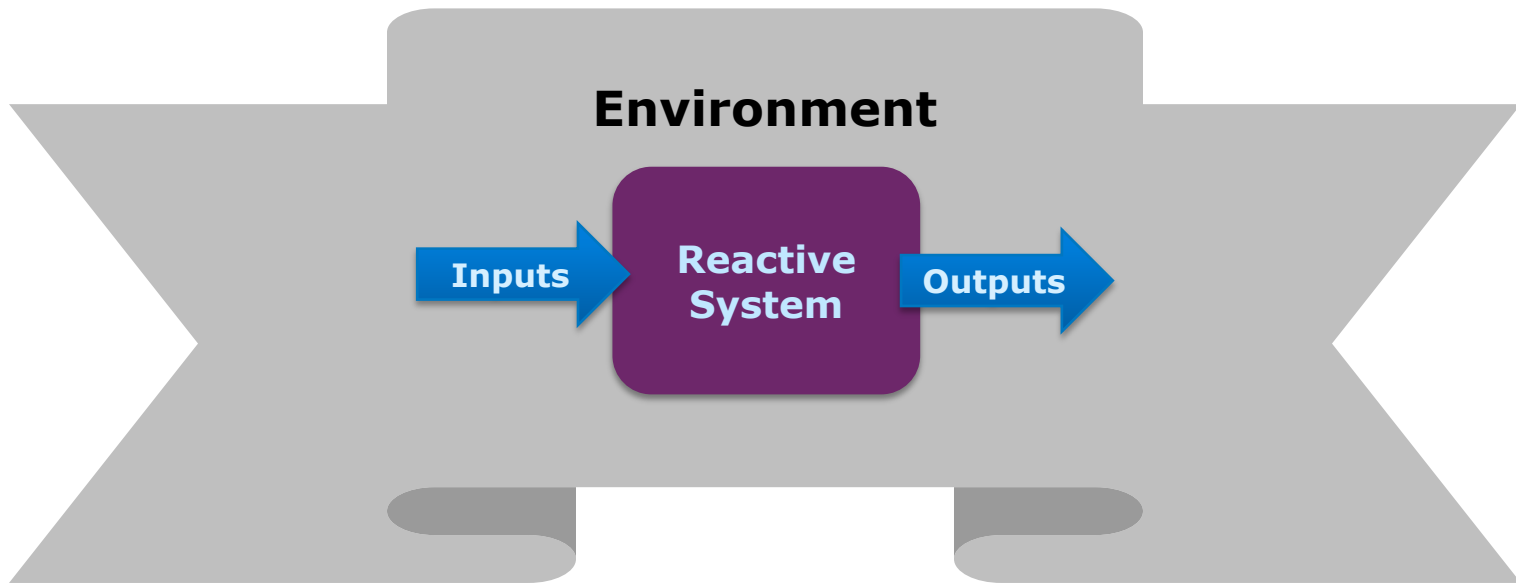 Environment
Inputs
Reactive
System
Outputs